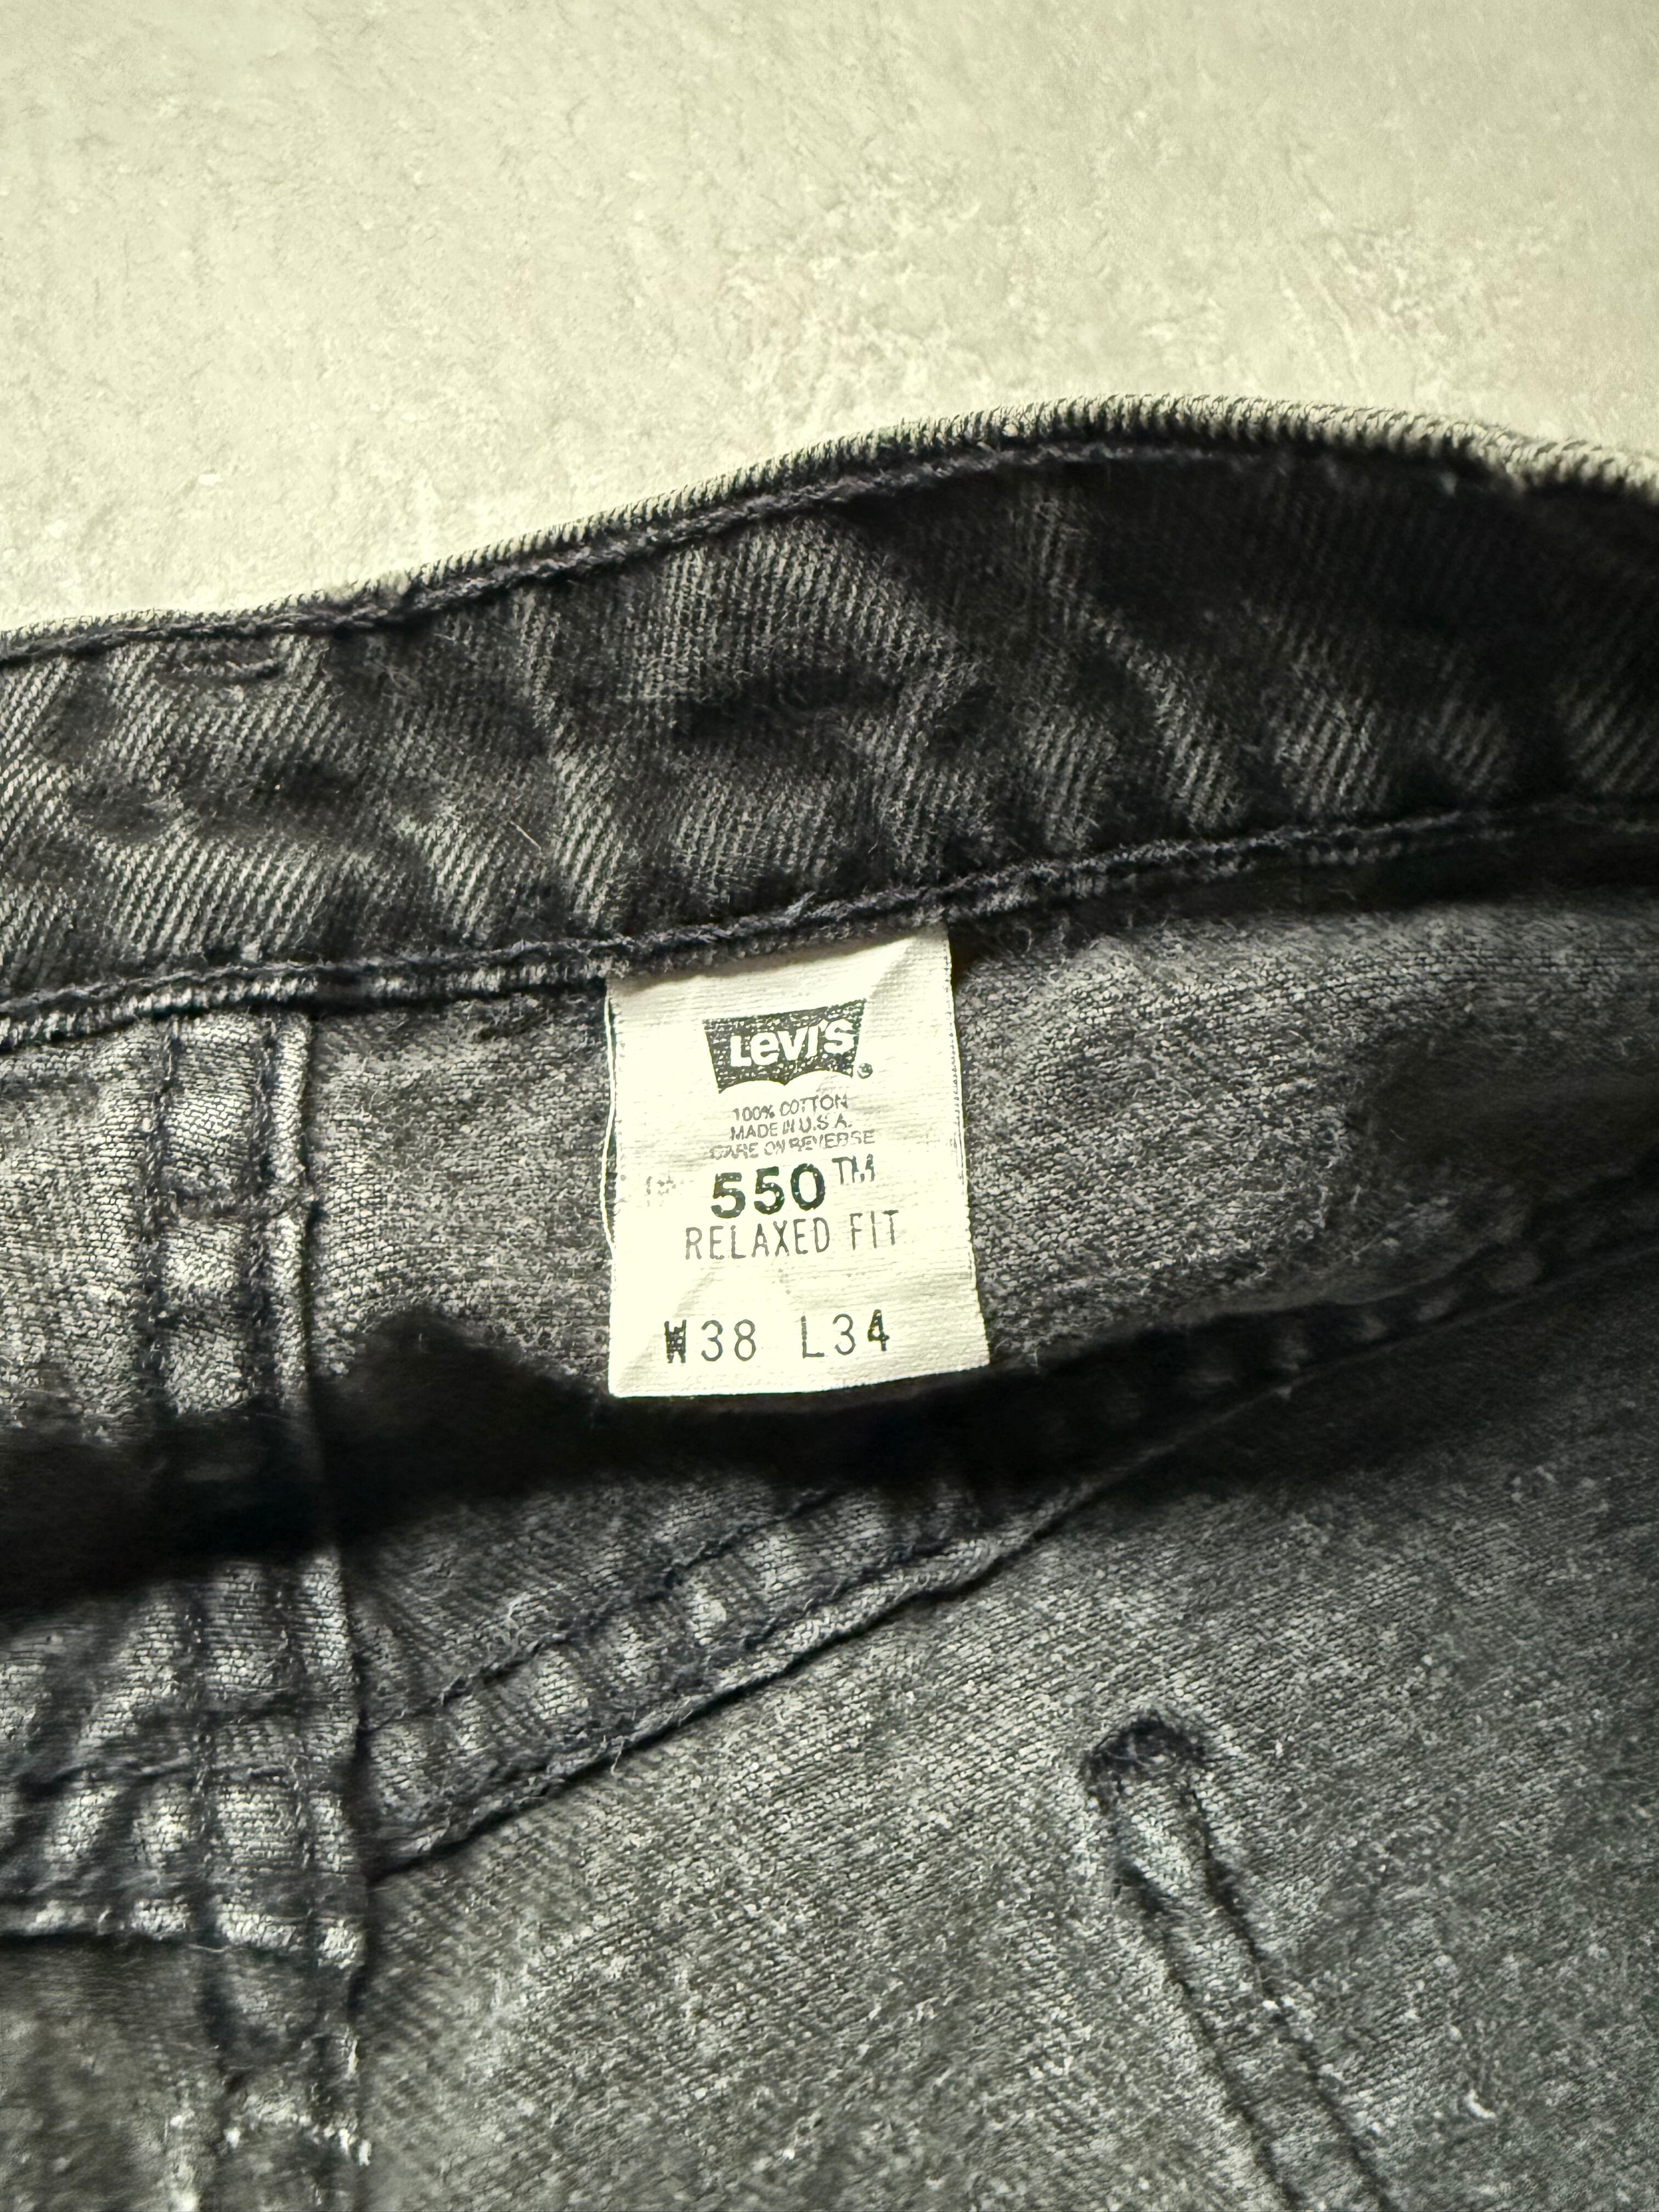 Levi's®
100% COTTON
MADE IN U.S.A.
CARE ON REVERSE
550™
RELAXED FIT
W38 L34